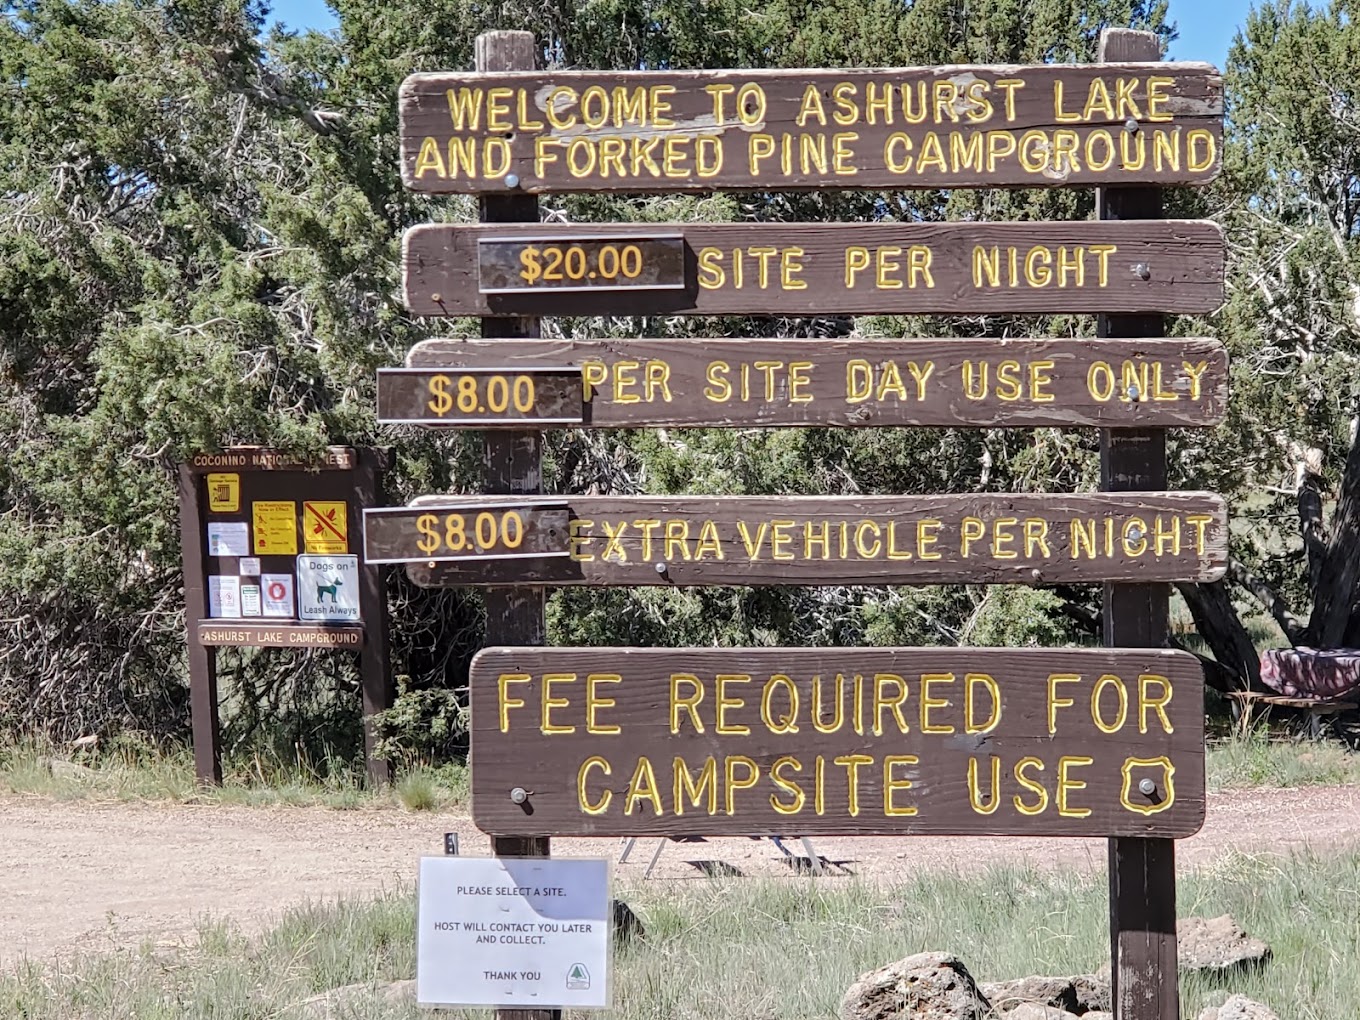 WELCOME TO ASHURST LAKE
AND FORKED PINE CAMPGROUND
$20.00 SITE PER NIGHT
$8.00 PER SITE DAY USE ONLY
$8.00 EXTRA VEHICLE PER NIGHT
FEE REQUIRED FOR
CAMPSITE USE
PLEASE SELECT A SITE.
HOST WILL CONTACT YOU LATER
AND COLLECT.
THANK YOU
COCONINO NATIONAL
Dogs on
Leash Always
ASHURST LAKE CAMPGROUND